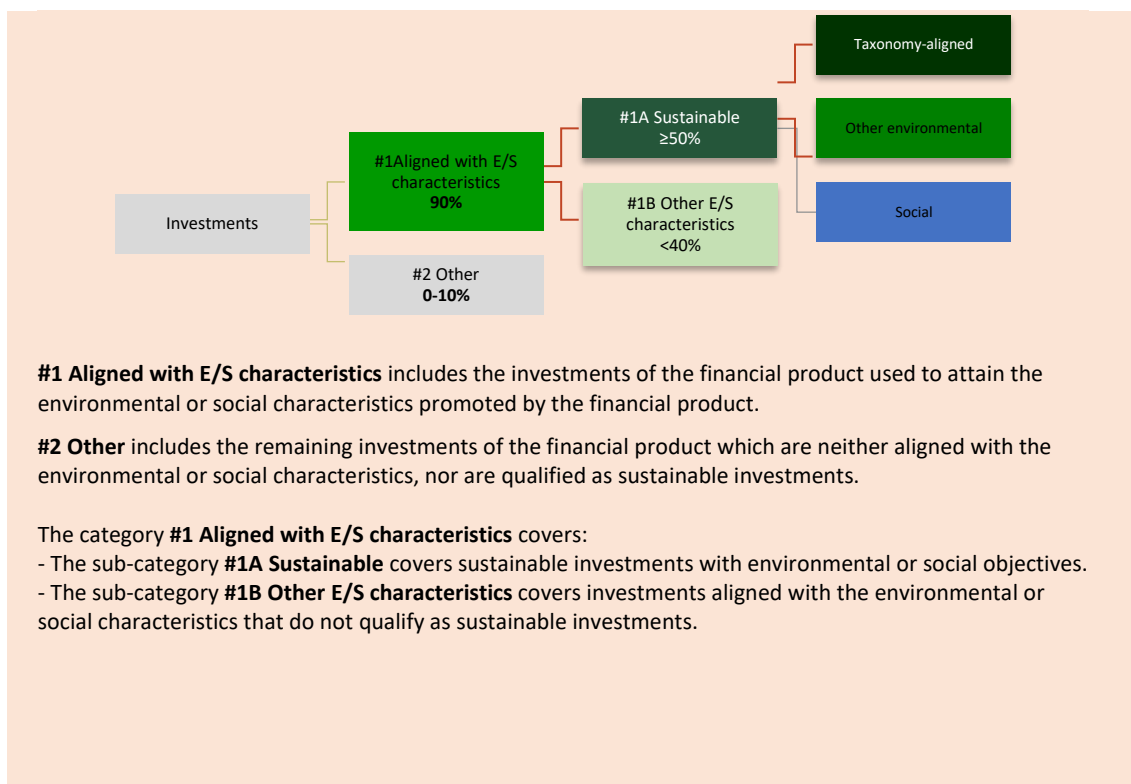 Taxonomy-aligned
#1A Sustainable
≥50%
Other environmental
#1Aligned with E/S
characteristics
90%
#1B Other E/S
characteristics
<40%
Social
Investments
#2 Other
0-10%
#1 Aligned with E/S characteristics includes the investments of the financial product used to attain the
environmental or social characteristics promoted by the financial product.
#2 Other includes the remaining investments of the financial product which are neither aligned with the
environmental or social characteristics, nor are qualified as sustainable investments.
The category #1 Aligned with E/S characteristics covers:
- The sub-category #1A Sustainable covers sustainable investments with environmental or social objectives.
- The sub-category #1B Other E/S characteristics covers investments aligned with the environmental or
social characteristics that do not qualify as sustainable investments.